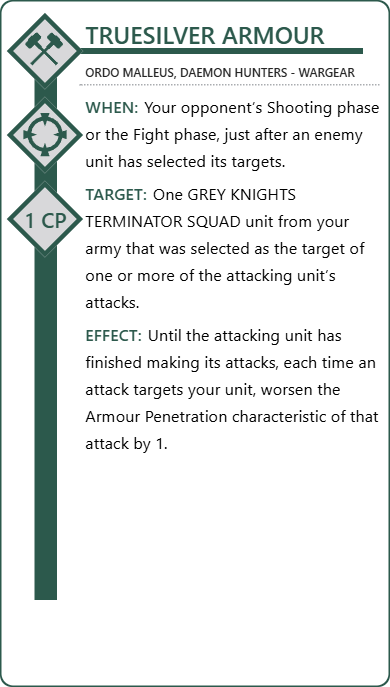 TRUESILVER ARMOUR
ORDO MALLEUS, DAEMON HUNTERS - WARGEAR
WHEN: Your opponent's Shooting phase
or the Fight phase, just after an enemy
unit has selected its targets.
1 CP
TARGET: One GREY KNIGHTS
TERMINATOR SQUAD unit from your
army that was selected as the target of
one or more of the attacking unit's
attacks.
EFFECT: Until the attacking unit has
finished making its attacks, each time an
attack targets your unit, worsen the
Armour Penetration characteristic of that
attack by 1.